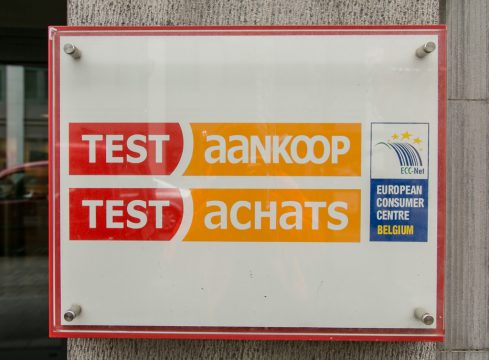 TEST aaNKOOP
TEST aCHaTS
ECC-Net
EUROPEAN
CONSUMER
CENTRE
BELGIUM